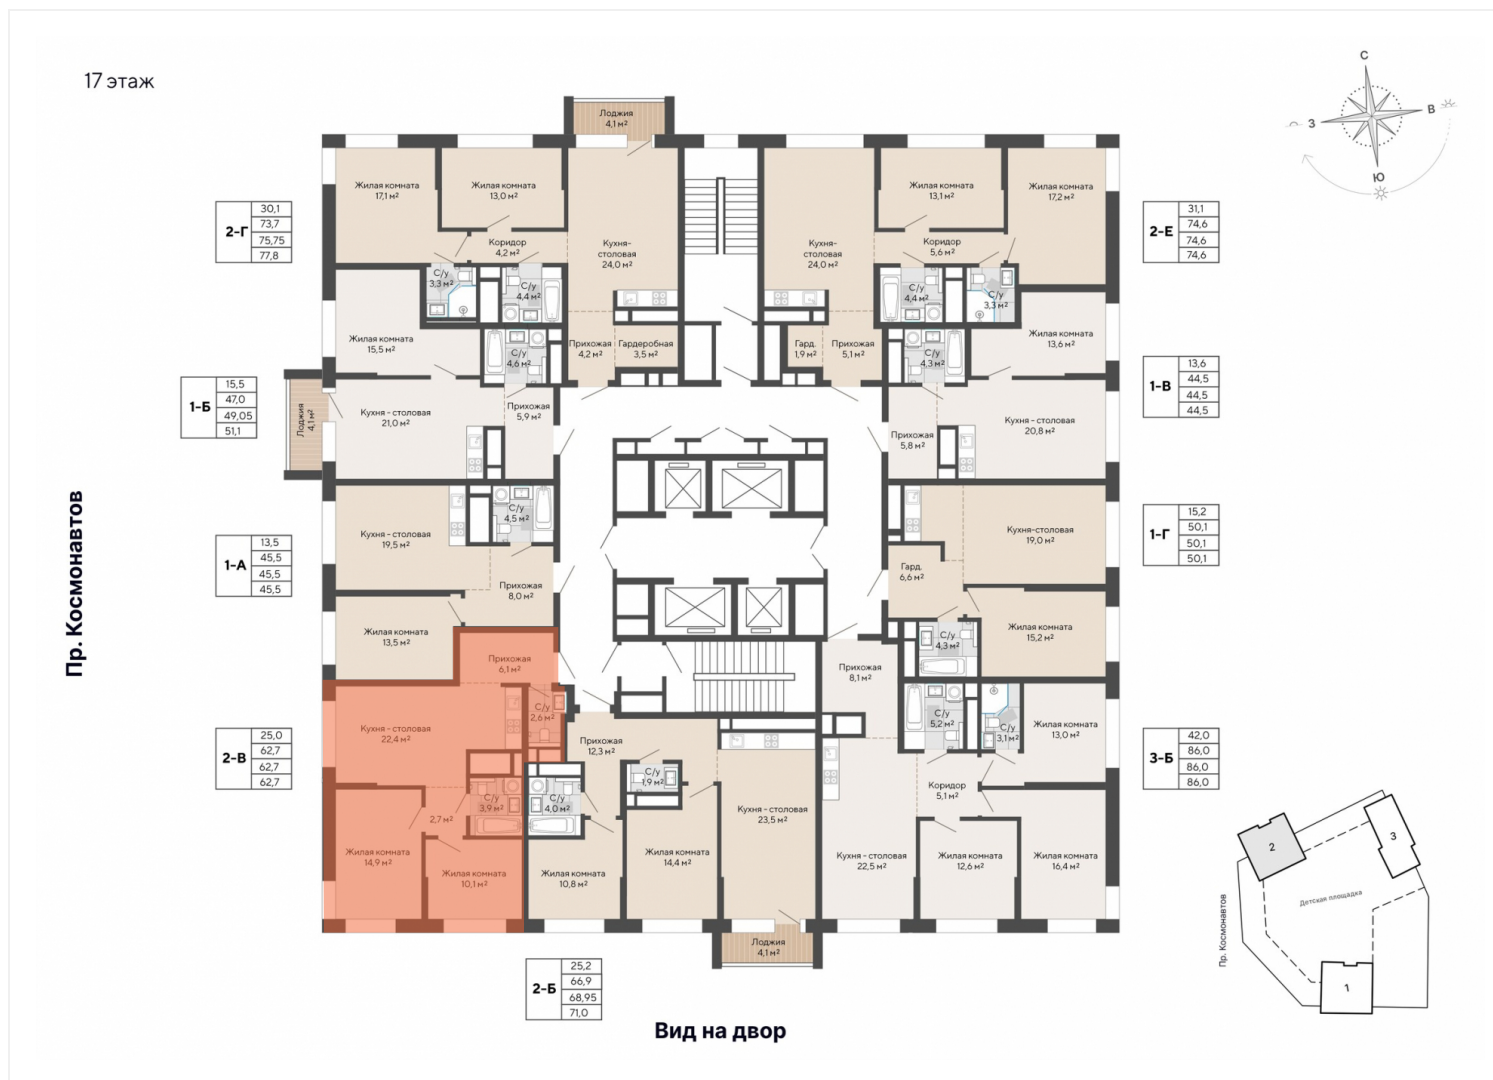 17 этаж
С
В
З
Ю
Лоджия
4,1 м²
Жилая комната
17,1 м²
Жилая комната
13,0 м²
Кухня-
столовая
24,0 м²
Коридор
4,2 м²
С/у
3,3 м²
С/у
4,4 м²
Прихожая
4,2 м²
Гардеробная
3,5 м²
Кухня-
столовая
24,0 м²
Жилая комната
13,1 м²
Жилая комната
17,2 м²
Коридор
5,6 м²
С/у
4,4 м²
С/у
3,3 м²
Гард.
1,9 м²
Прихожая
5,1 м²
2-Г
30,1
73,7
75,75
77,8
2-Е
31,1
74,6
74,6
74,6
Жилая комната
15,5 м²
С/у
4,6 м²
Лоджия
4,1 м²
Кухня - столовая
21,0 м²
Прихожая
5,9 м²
1-Б
15,5
47,0
49,05
51,1
С/у
4,3 м²
Жилая комната
13,6 м²
Прихожая
5,8 м²
Кухня - столовая
20,8 м²
1-В
13,6
44,5
44,5
44,5
Кухня - столовая
19,5 м²
С/у
4,5 м²
Прихожая
8,0 м²
Жилая комната
13,5 м²
1-А
13,5
45,5
45,5
45,5
Кухня-столовая
19,0 м²
Гард.
6,6 м²
Жилая комната
15,2 м²
С/у
4,3 м²
1-Г
15,2
50,1
50,1
50,1
Пр. Космонавтов
Прихожая
6,1 м²
С/у
2,6 м²
Кухня - столовая
22,4 м²
С/у
3,9 м²
2,7 м²
Жилая комната
14,9 м²
Жилая комната
10,1 м²
2-В
25,0
62,7
62,7
62,7
Прихожая
12,3 м²
С/у
4,0 м²
С/у
1,9 м²
Жилая комната
10,8 м²
Жилая комната
14,4 м²
Кухня - столовая
23,5 м²
Лоджия
4,1 м²
2-Б
25,2
66,9
68,95
71,0
Прихожая
8,1 м²
С/у
5,2 м²
С/у
3,1 м²
Жилая комната
13,0 м²
Коридор
5,1 м²
Кухня - столовая
22,5 м²
Жилая комната
12,6 м²
Жилая комната
16,4 м²
3-Б
42,0
86,0
86,0
86,0
Вид на двор
2
3
Детская площадка
Пр. Космонавтов
1